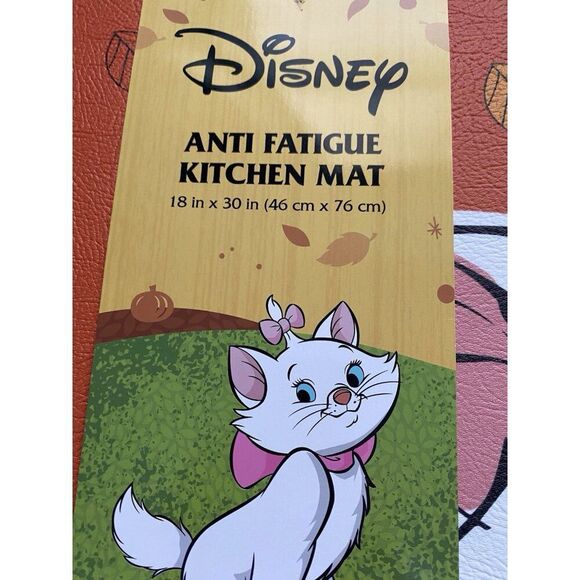 Disney
ANTI FATIGUE
KITCHEN MAT
18 in x 30 in (46 cm x 76 cm)